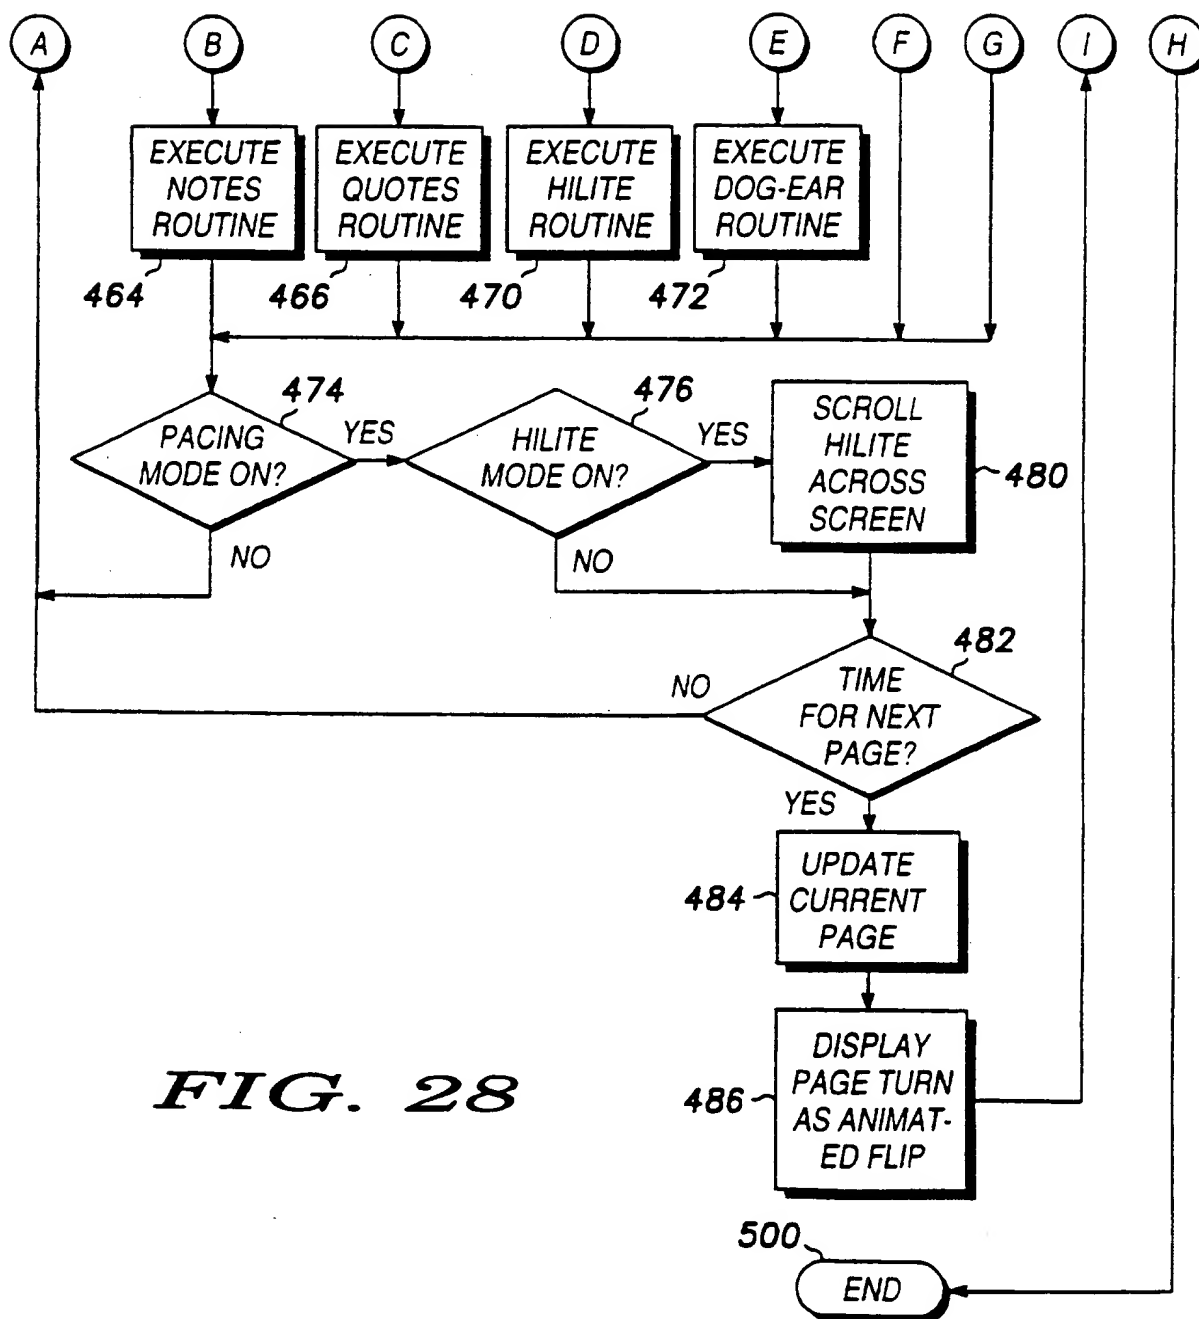 A B C D E F G I H
EXECUTE
NOTES
ROUTINE
464
EXECUTE
QUOTES
ROUTINE
466
EXECUTE
HILITE
ROUTINE
470
EXECUTE
DOG-EAR
ROUTINE
472
PACING
MODE ON?
474
YES
NO
HILITE
MODE ON?
476
YES
NO
SCROLL
HILITE
ACROSS
SCREEN
480
TIME
FOR NEXT
PAGE?
482
NO
YES
UPDATE
CURRENT
PAGE
484
DISPLAY
PAGE TURN
AS ANIMAT-
ED FLIP
486
500
END
FIG. 28